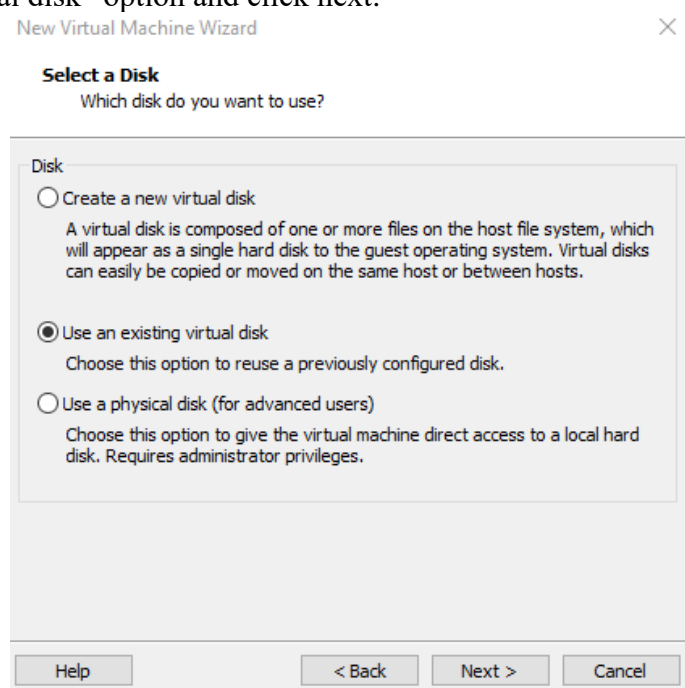 al disk" option and click next.
New Virtual Machine Wizard
Select a Disk
Which disk do you want to use?
Disk
Create a new virtual disk
A virtual disk is composed of one or more files on the host file system, which
will appear as a single hard disk to the guest operating system. Virtual disks
can easily be copied or moved on the same host or between hosts.
Use an existing virtual disk
Choose this option to reuse a previously configured disk.
Use a physical disk (for advanced users)
Choose this option to give the virtual machine direct access to a local hard
disk. Requires administrator privileges.
Help < Back Next > Cancel